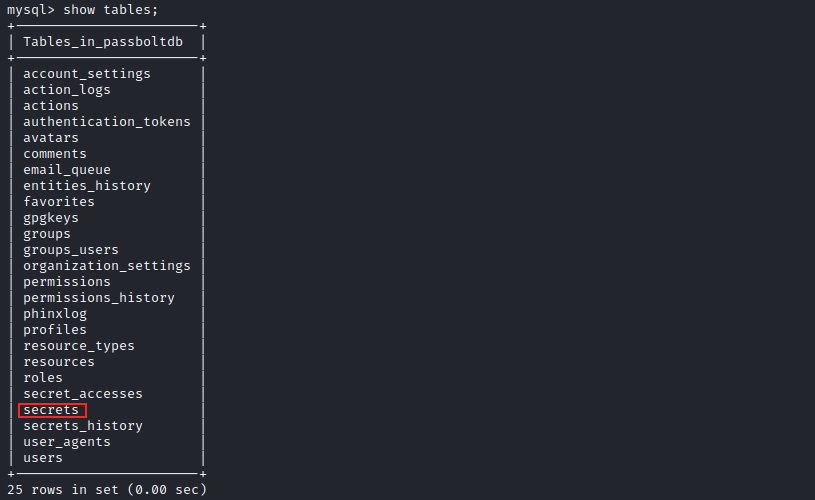 mysql> show tables;
+-----------------------+
| Tables_in_passboltdb  |
+-----------------------+
| account_settings      |
| action_logs           |
| actions               |
| authentication_tokens |
| avatars               |
| comments              |
| email_queue           |
| entities_history      |
| favorites             |
| gpgkeys               |
| groups                |
| groups_users          |
| organization_settings |
| permissions           |
| permissions_history   |
| phinxlog              |
| profiles              |
| resource_types        |
| resources             |
| roles                 |
| secret_accesses       |
| secrets               |
| secrets_history       |
| user_agents           |
| users                 |
+-----------------------+
25 rows in set (0.00 sec)